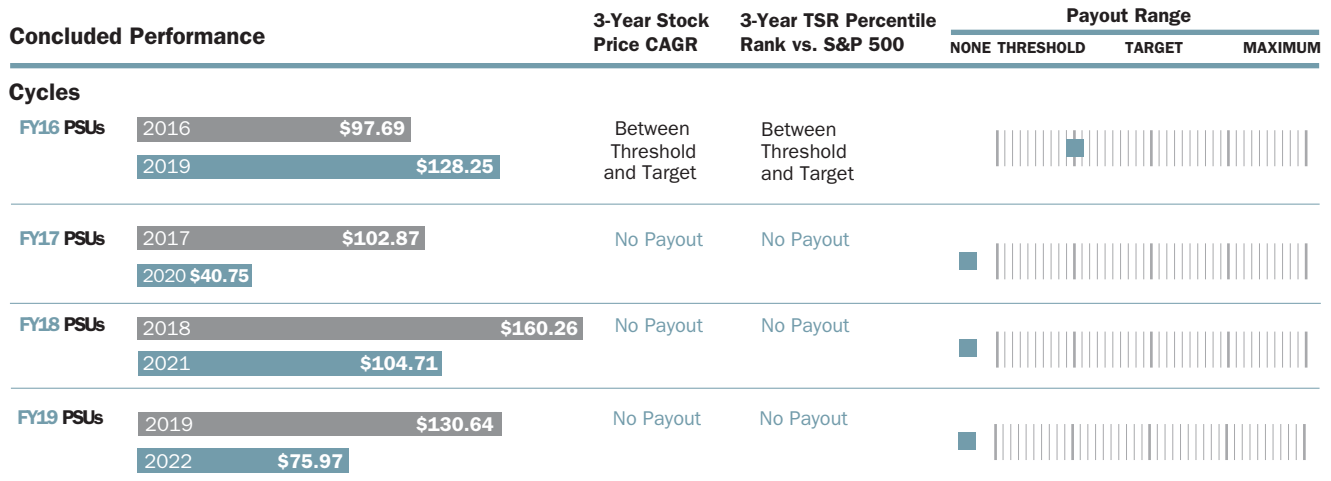 Concluded Performance
3-Year Stock
Price CAGR
3-Year TSR Percentile
Rank vs. S&P 500
Payout Range
NONE THRESHOLD TARGET MAXIMUM
Cycles
FY16 PSUs
2016 $97.69
2019 $128.25
Between
Threshold
and Target
Between
Threshold
and Target
FY17 PSUs
2017 $102.87
2020 $40.75
No Payout
No Payout
FY18 PSUs
2018 $160.26
2021 $104.71
No Payout
No Payout
FY19 PSUs
2019 $130.64
2022 $75.97
No Payout
No Payout